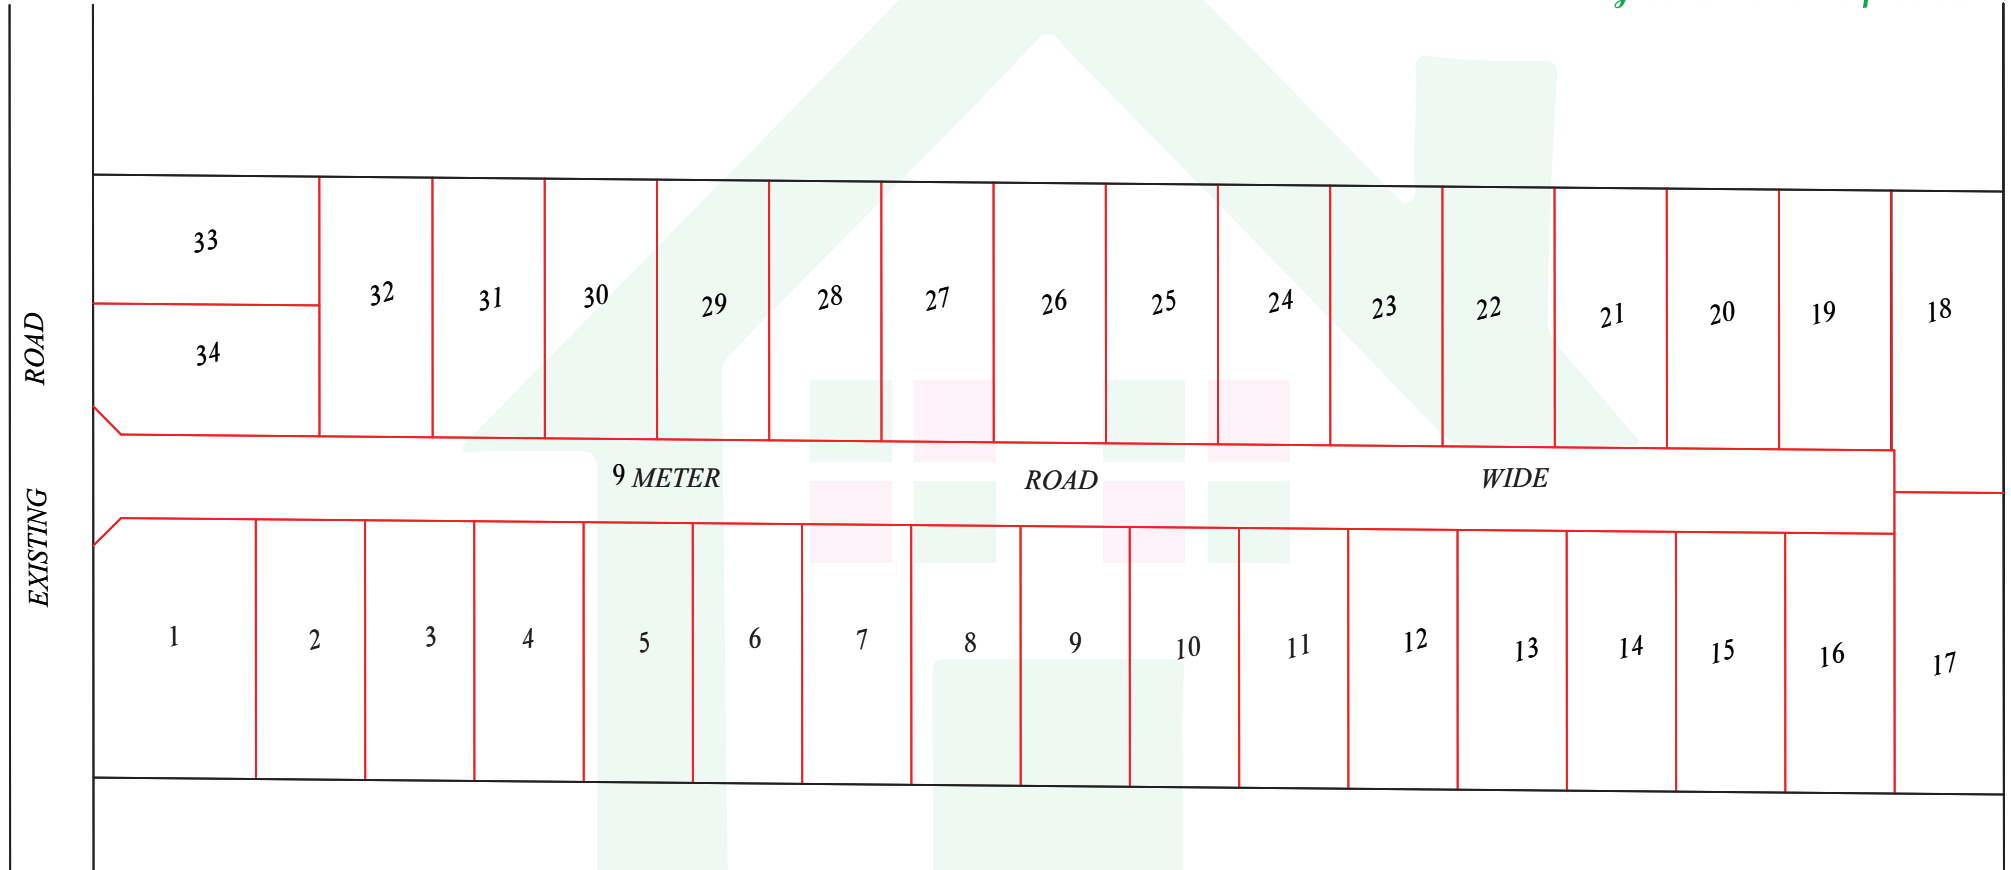 33
32 31 30 29 28 27 26 25 24 23 22 21 20 19 18
34
9 METER ROAD WIDE
EXISTING ROAD
1 2 3 4 5 6 7 8 9 10 11 12 13 14 15 16 17